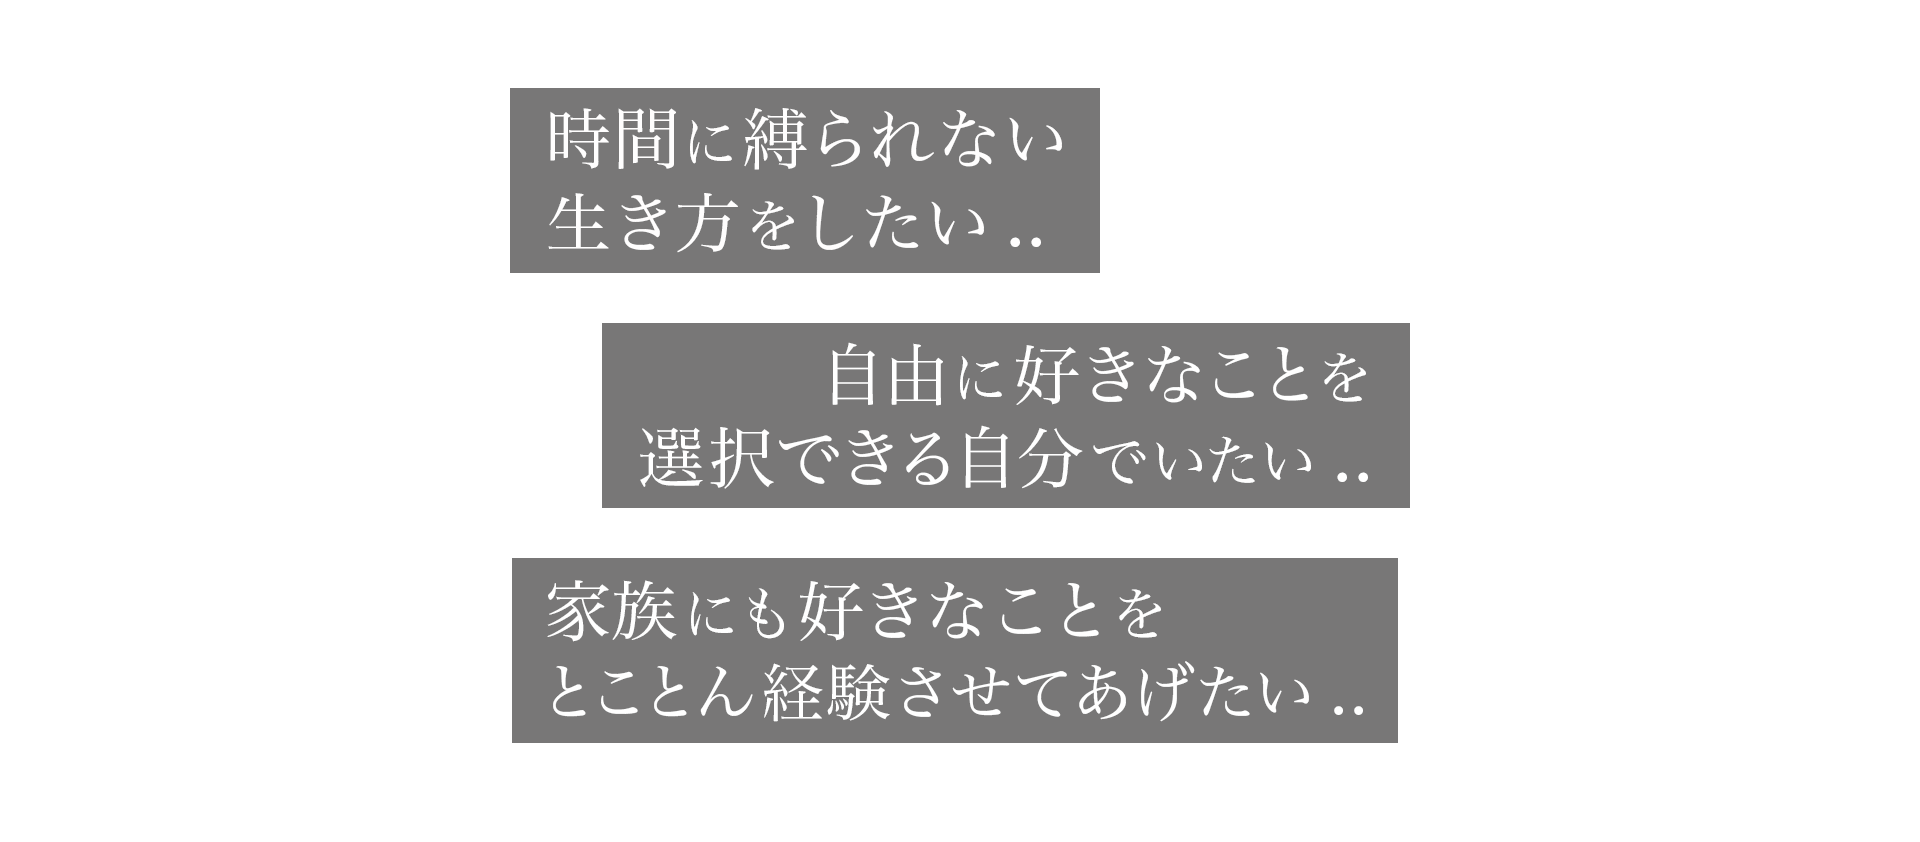 時間に縛られない
生き方をしたい ..
自由に好きなことを
選択できる自分でいたい ..
家族にも好きなことを
とことん経験させてあげたい ..